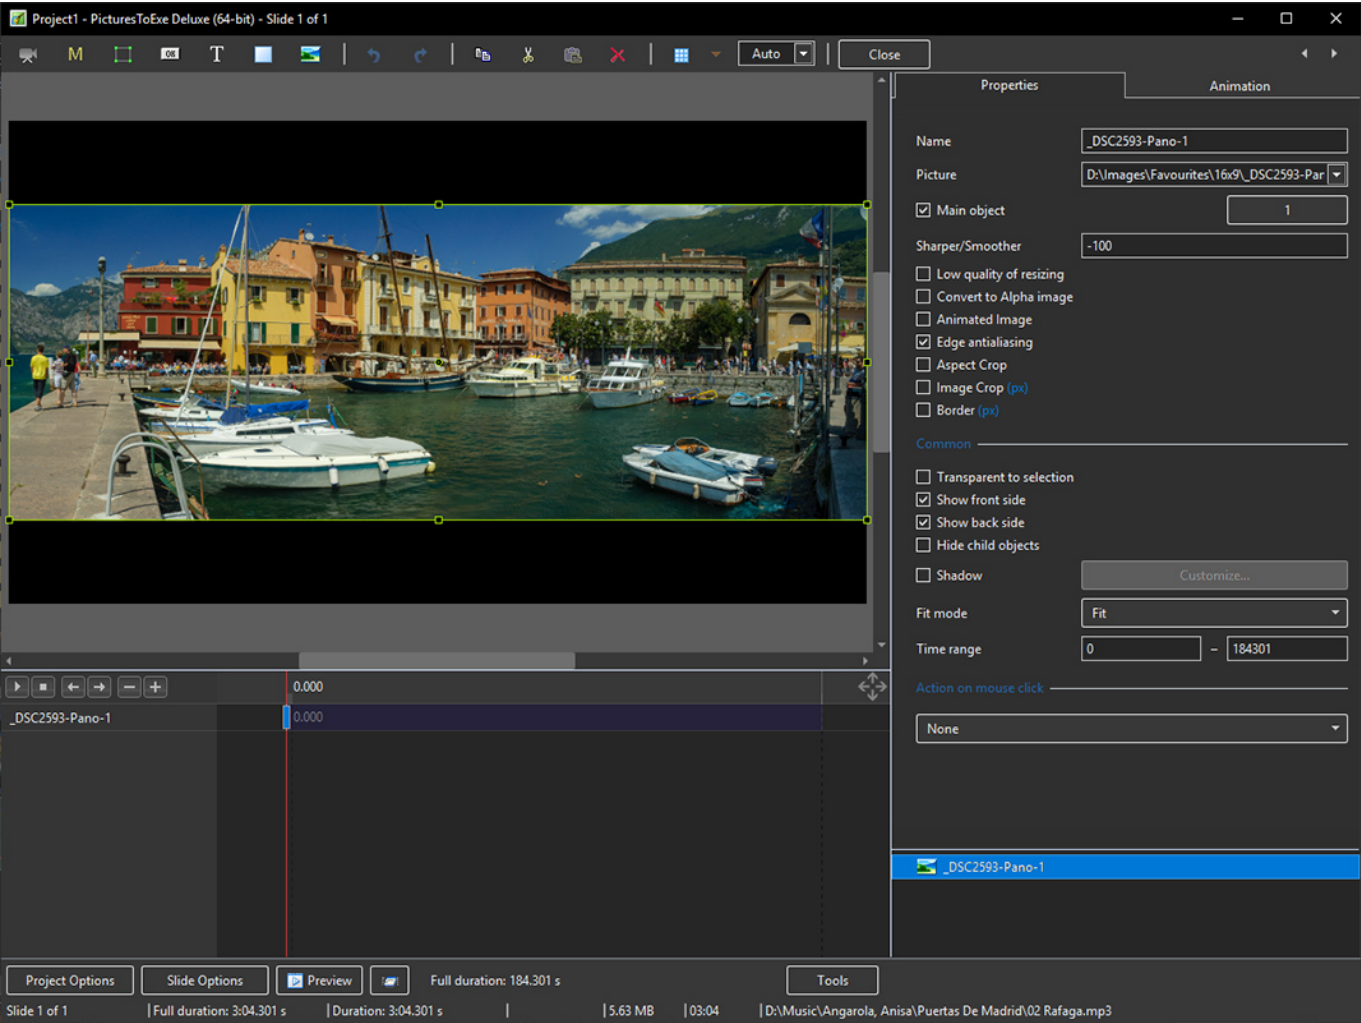 Project1 - PicturesToExe Deluxe (64-bit) - Slide 1 of 1
M OK T Auto Close
Properties Animation
Name _DSC2593-Pano-1
Picture D:\Images\Favourites\16x9\_DSC2593-Par
Main object 1
Sharper/Smoother -100
Low quality of resizing
Convert to Alpha image
Animated Image
Edge antialiasing
Aspect Crop
Image Crop (px)
Border (px)
Common
Transparent to selection
Show front side
Show back side
Hide child objects
Shadow Customize...
Fit mode Fit
Time range 0 – 184301
Action on mouse click
None
0.000
_DSC2593-Pano-1 0.000
_DSC2593-Pano-1
Project Options Slide Options Preview Full duration: 184.301 s Tools
Slide 1 of 1 | Full duration: 3:04.301 s | Duration: 3:04.301 s | | 5.63 MB | 03:04 | D:\Music\Angarola, Anisa\Puertas De Madrid\02 Rafaga.mp3